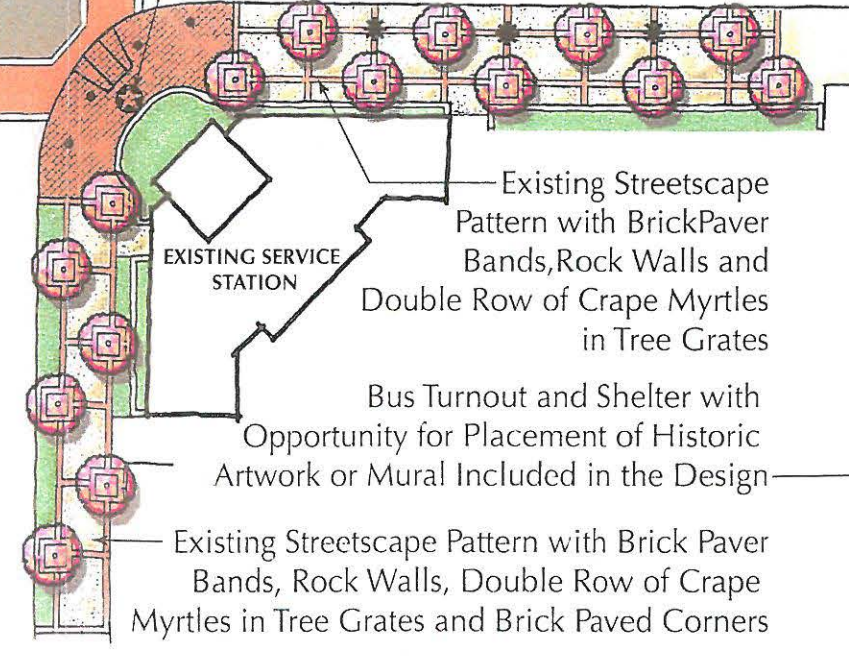 Existing Streetscape
Pattern with BrickPaver
Bands,Rock Walls and
Double Row of Crape Myrtles
in Tree Grates
EXISTING SERVICE
STATION
Bus Turnout and Shelter with
Opportunity for Placement of Historic
Artwork or Mural Included in the Design
Existing Streetscape Pattern with Brick Paver
Bands, Rock Walls, Double Row of Crape
Myrtles in Tree Grates and Brick Paved Corners